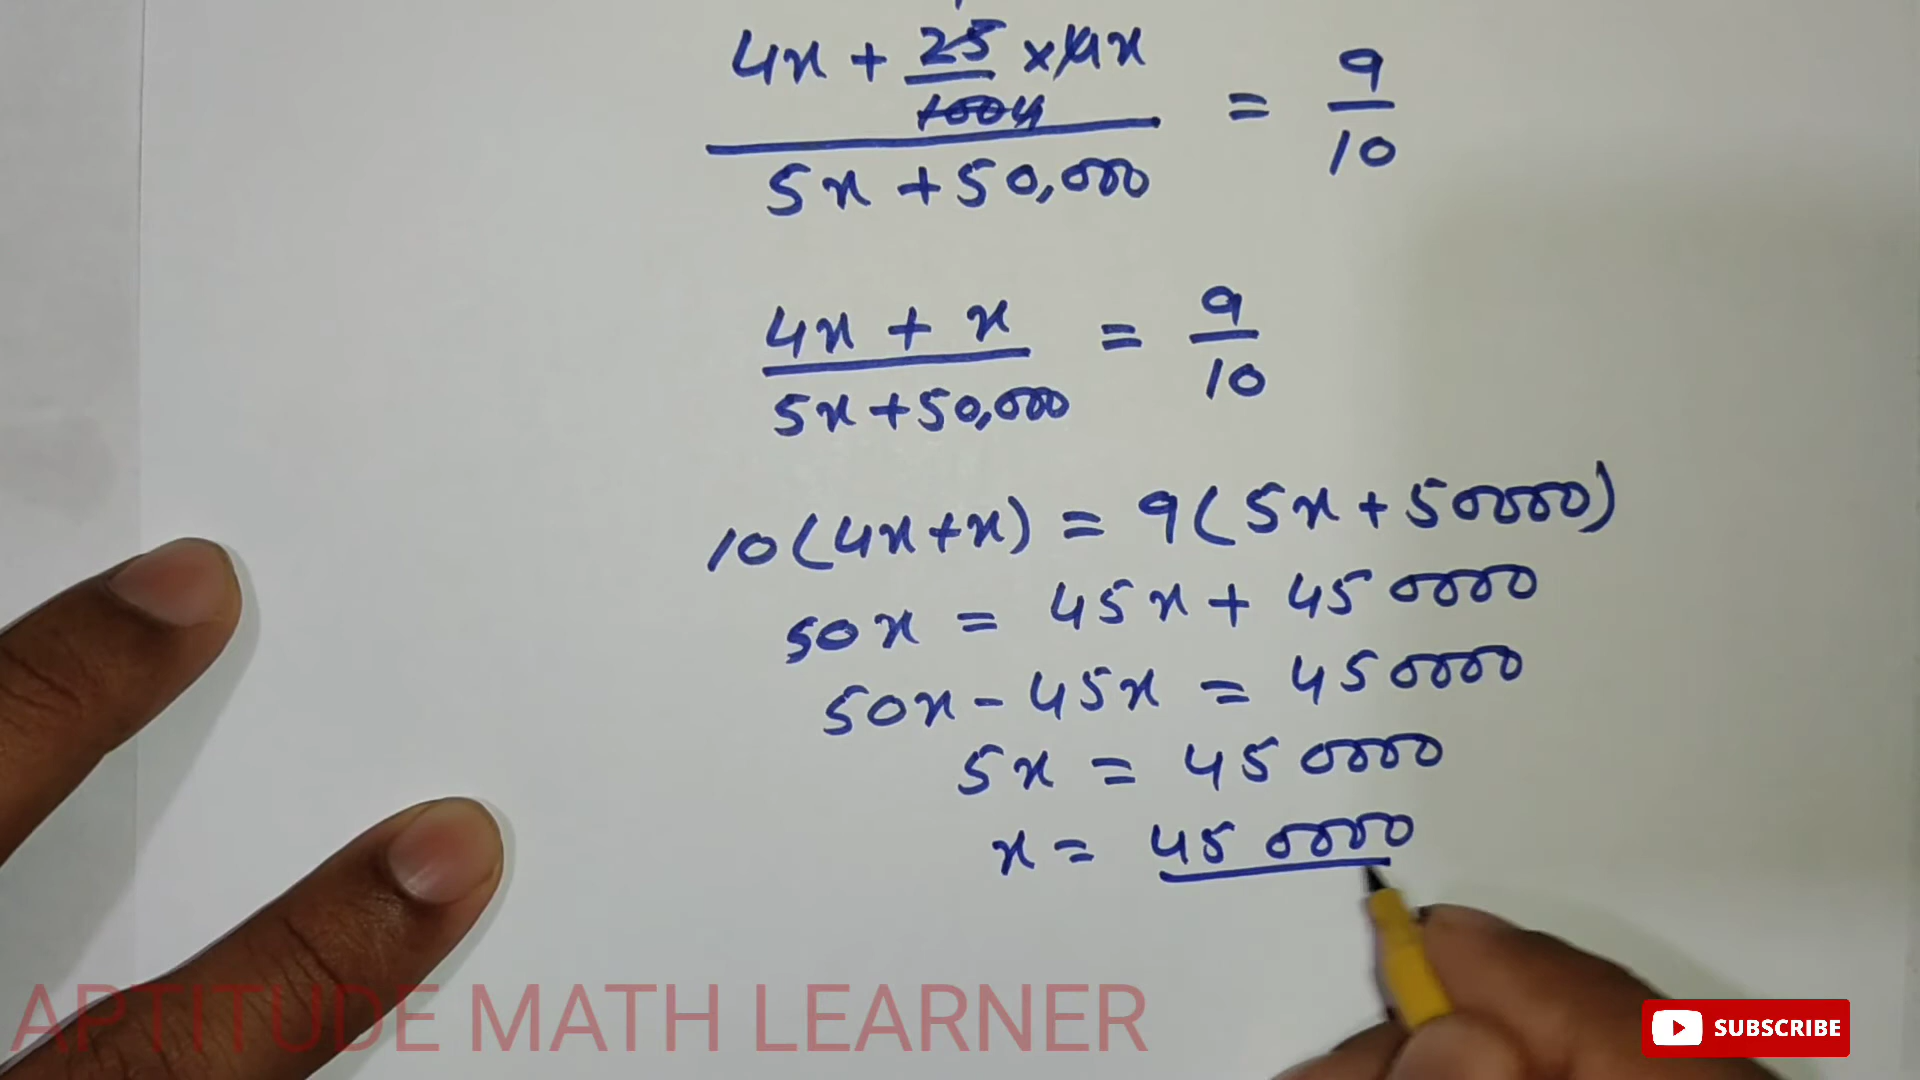 4x + 25/100 × 4x / 5x + 50,000 = 9/10
4x + x / 5x + 50,000 = 9/10
10(4x+x) = 9(5x+50000)
50x = 45x + 450000
50x - 45x = 450000
5x = 450000
x = 450000
APTITUDE MATH LEARNER
SUBSCRIBE